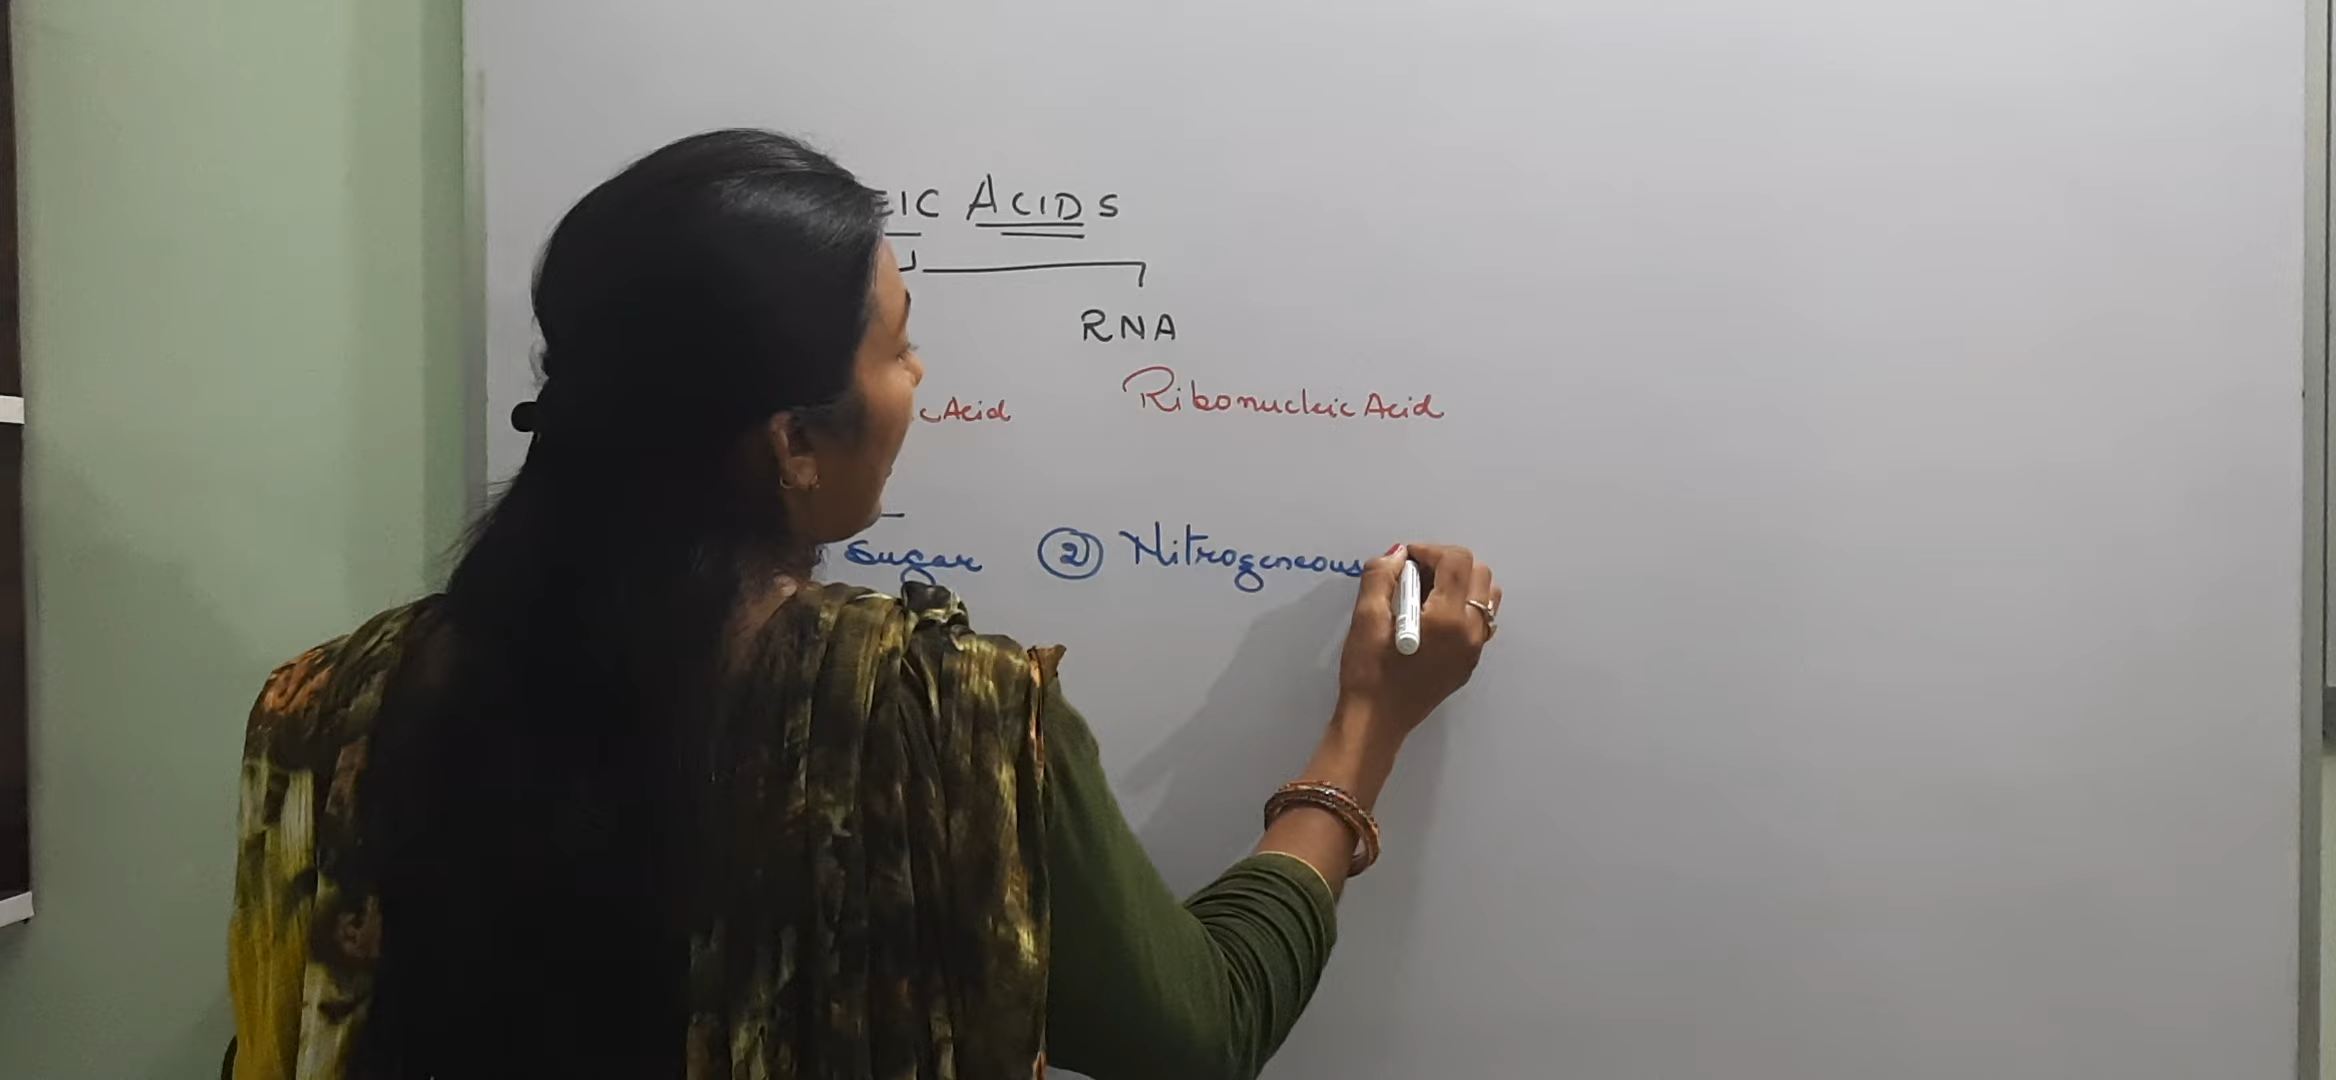 EIC ACIDS
RNA
c Acid Ribonucleic Acid
Sugar ② Nitrogeneous